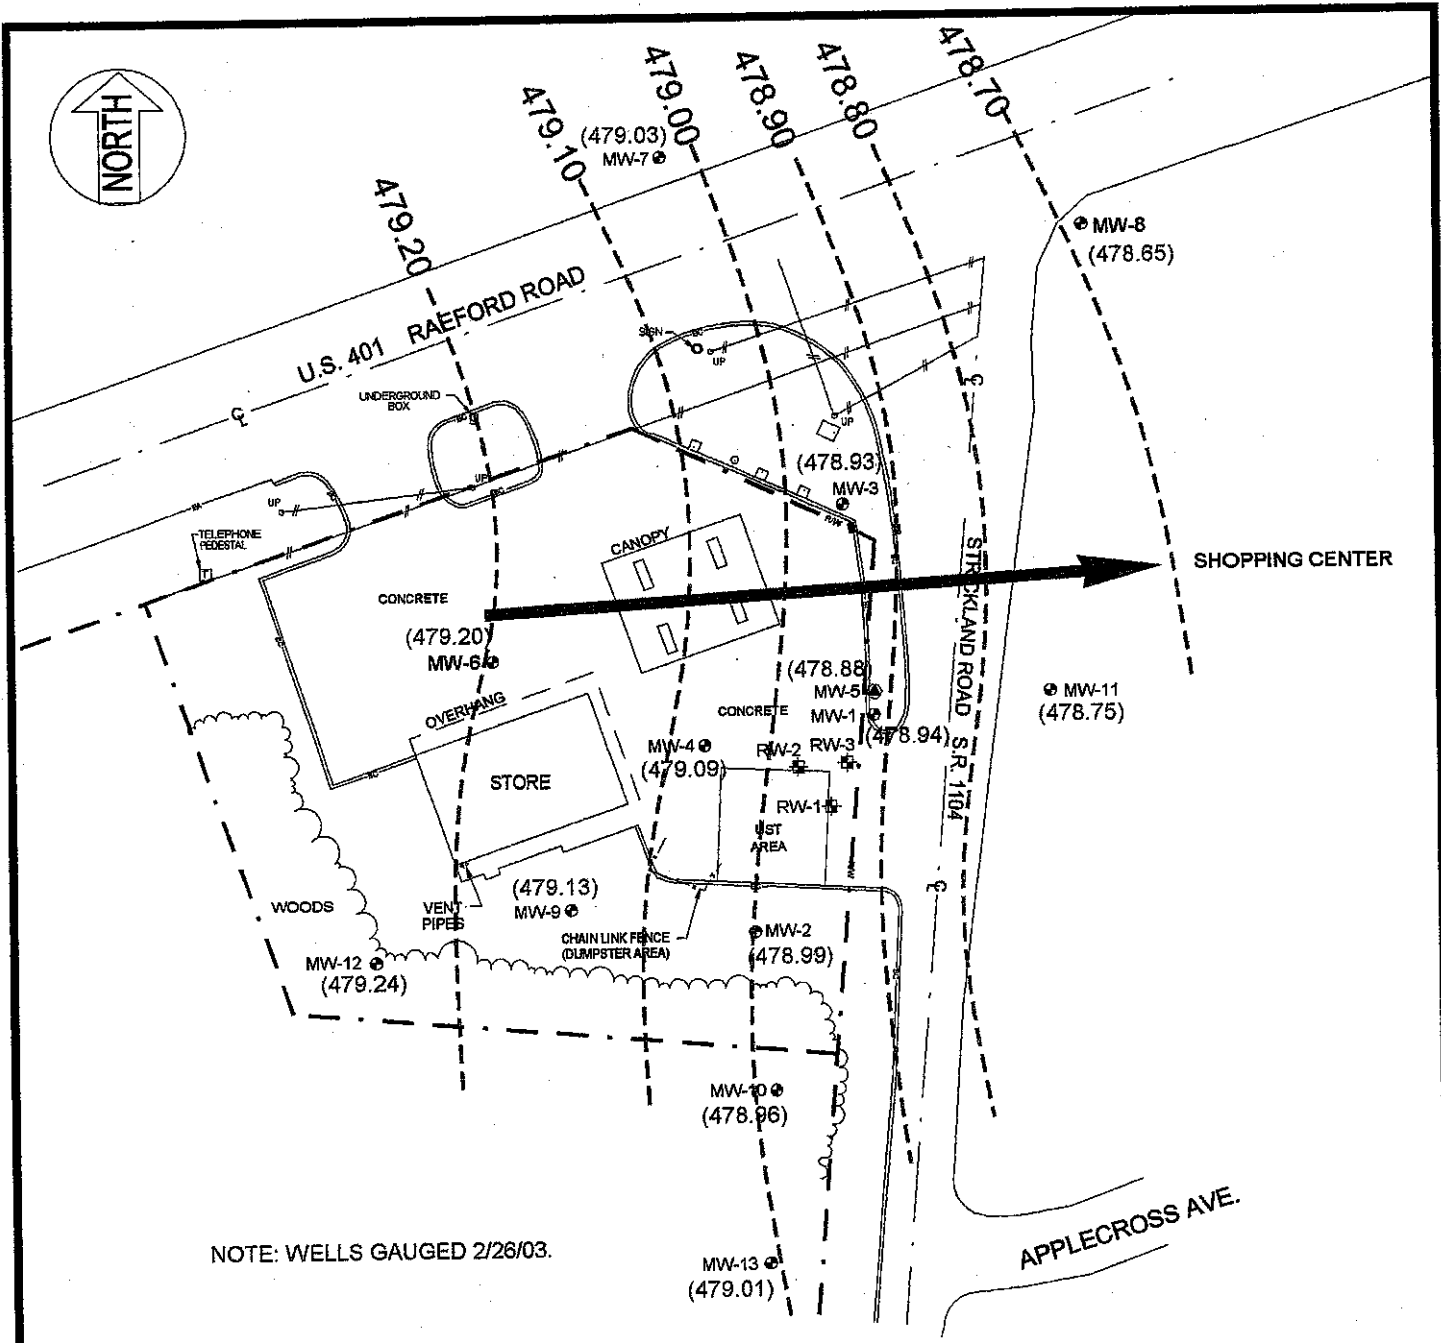 NORTH
479.20
479.10
479.00
478.90
478.80
478.70
(479.03)
MW-7
MW-8
(478.65)
U.S. 401 RAEFORD ROAD
SIGN
BC
UP
UNDERGROUND
BOX
BC
UP
BC
UP
UP
TELEPHONE
PEDESTAL
T
(478.93)
MW-3
R/W
CANOPY
CONCRETE
SHOPPING CENTER
STRICKLAND ROAD S.R. 1104
(479.20)
MW-6
OVERHANG
(478.88)
MW-5
CONCRETE
MW-1
(478.94)
MW-11
(478.75)
MW-4
(479.09)
RW-2
RW-3
STORE
BC
RW-1
UST
AREA
WOODS
VENT
PIPES
(479.13)
MW-9
CHAIN LINK FENCE
(DUMPSTER AREA)
MW-2
(478.99)
MW-12
(479.24)
MW-10
(478.96)
NOTE: WELLS GAUGED 2/26/03.
MW-13
(479.01)
APPLECROSS AVE.